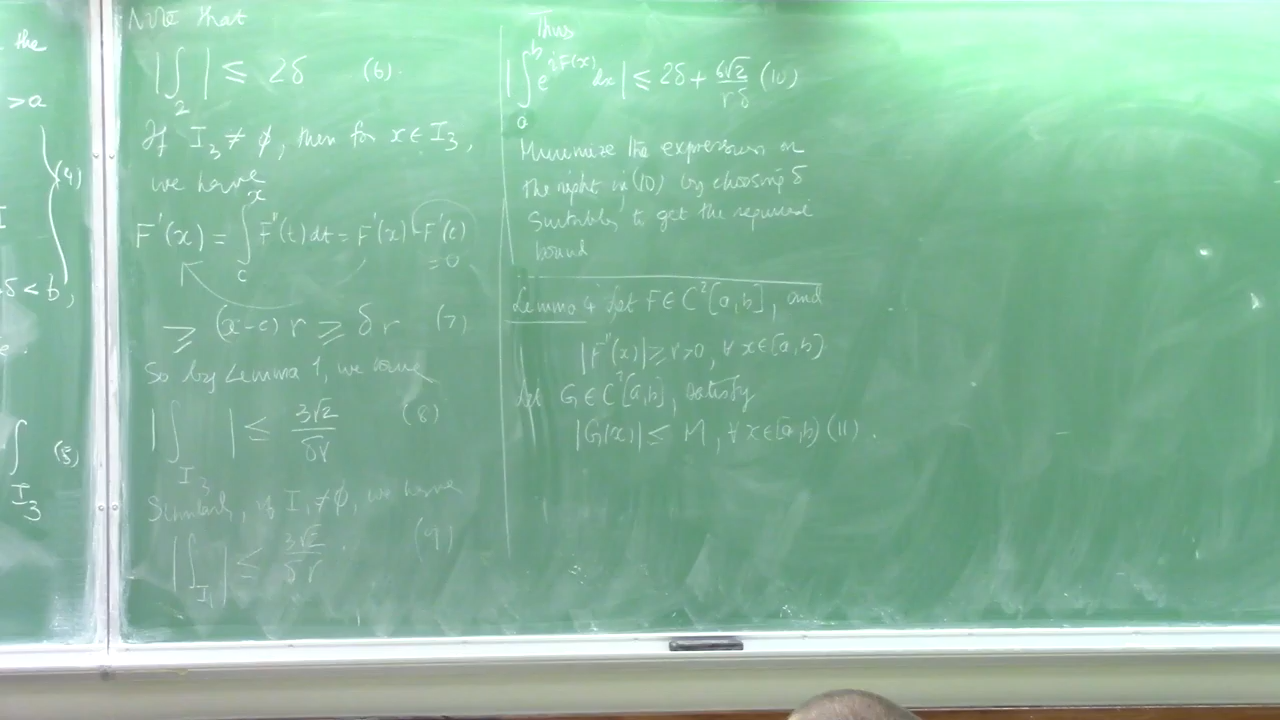 the
> a
(4)
I
δ < b,
e.
∫ (5)
I₃
Note that
|∫₂| ≤ 2δ (6).
If I₃ ≠ φ, then for x ∈ I₃,
we have
F'(x) = ∫_c^x F''(t) dt = F'(x) - F'(c)
= 0
≥ (x-c) r ≥ δ r (7)
So by Lemma 1, we have
|∫_{I₃}| ≤ 3√2/δr (8)
Similarly, if I₁ ≠ φ, we have
|∫_{I₁}| ≤ 3√2/δr. (9)
Thus
|∫_a^b e^{iF(x)} dx| ≤ 2δ + 6√2/rδ (10)
Minimize the expression on
the right in (10) by choosing δ
suitably to get the required
bound
Lemma 4 Let F ∈ C²[a,b], and
|F''(x)| ≥ r > 0, ∀ x ∈ [a,b]
Let G ∈ C¹[a,b], satisfy
|G(x)| ≤ M, ∀ x ∈ [a,b] (11).